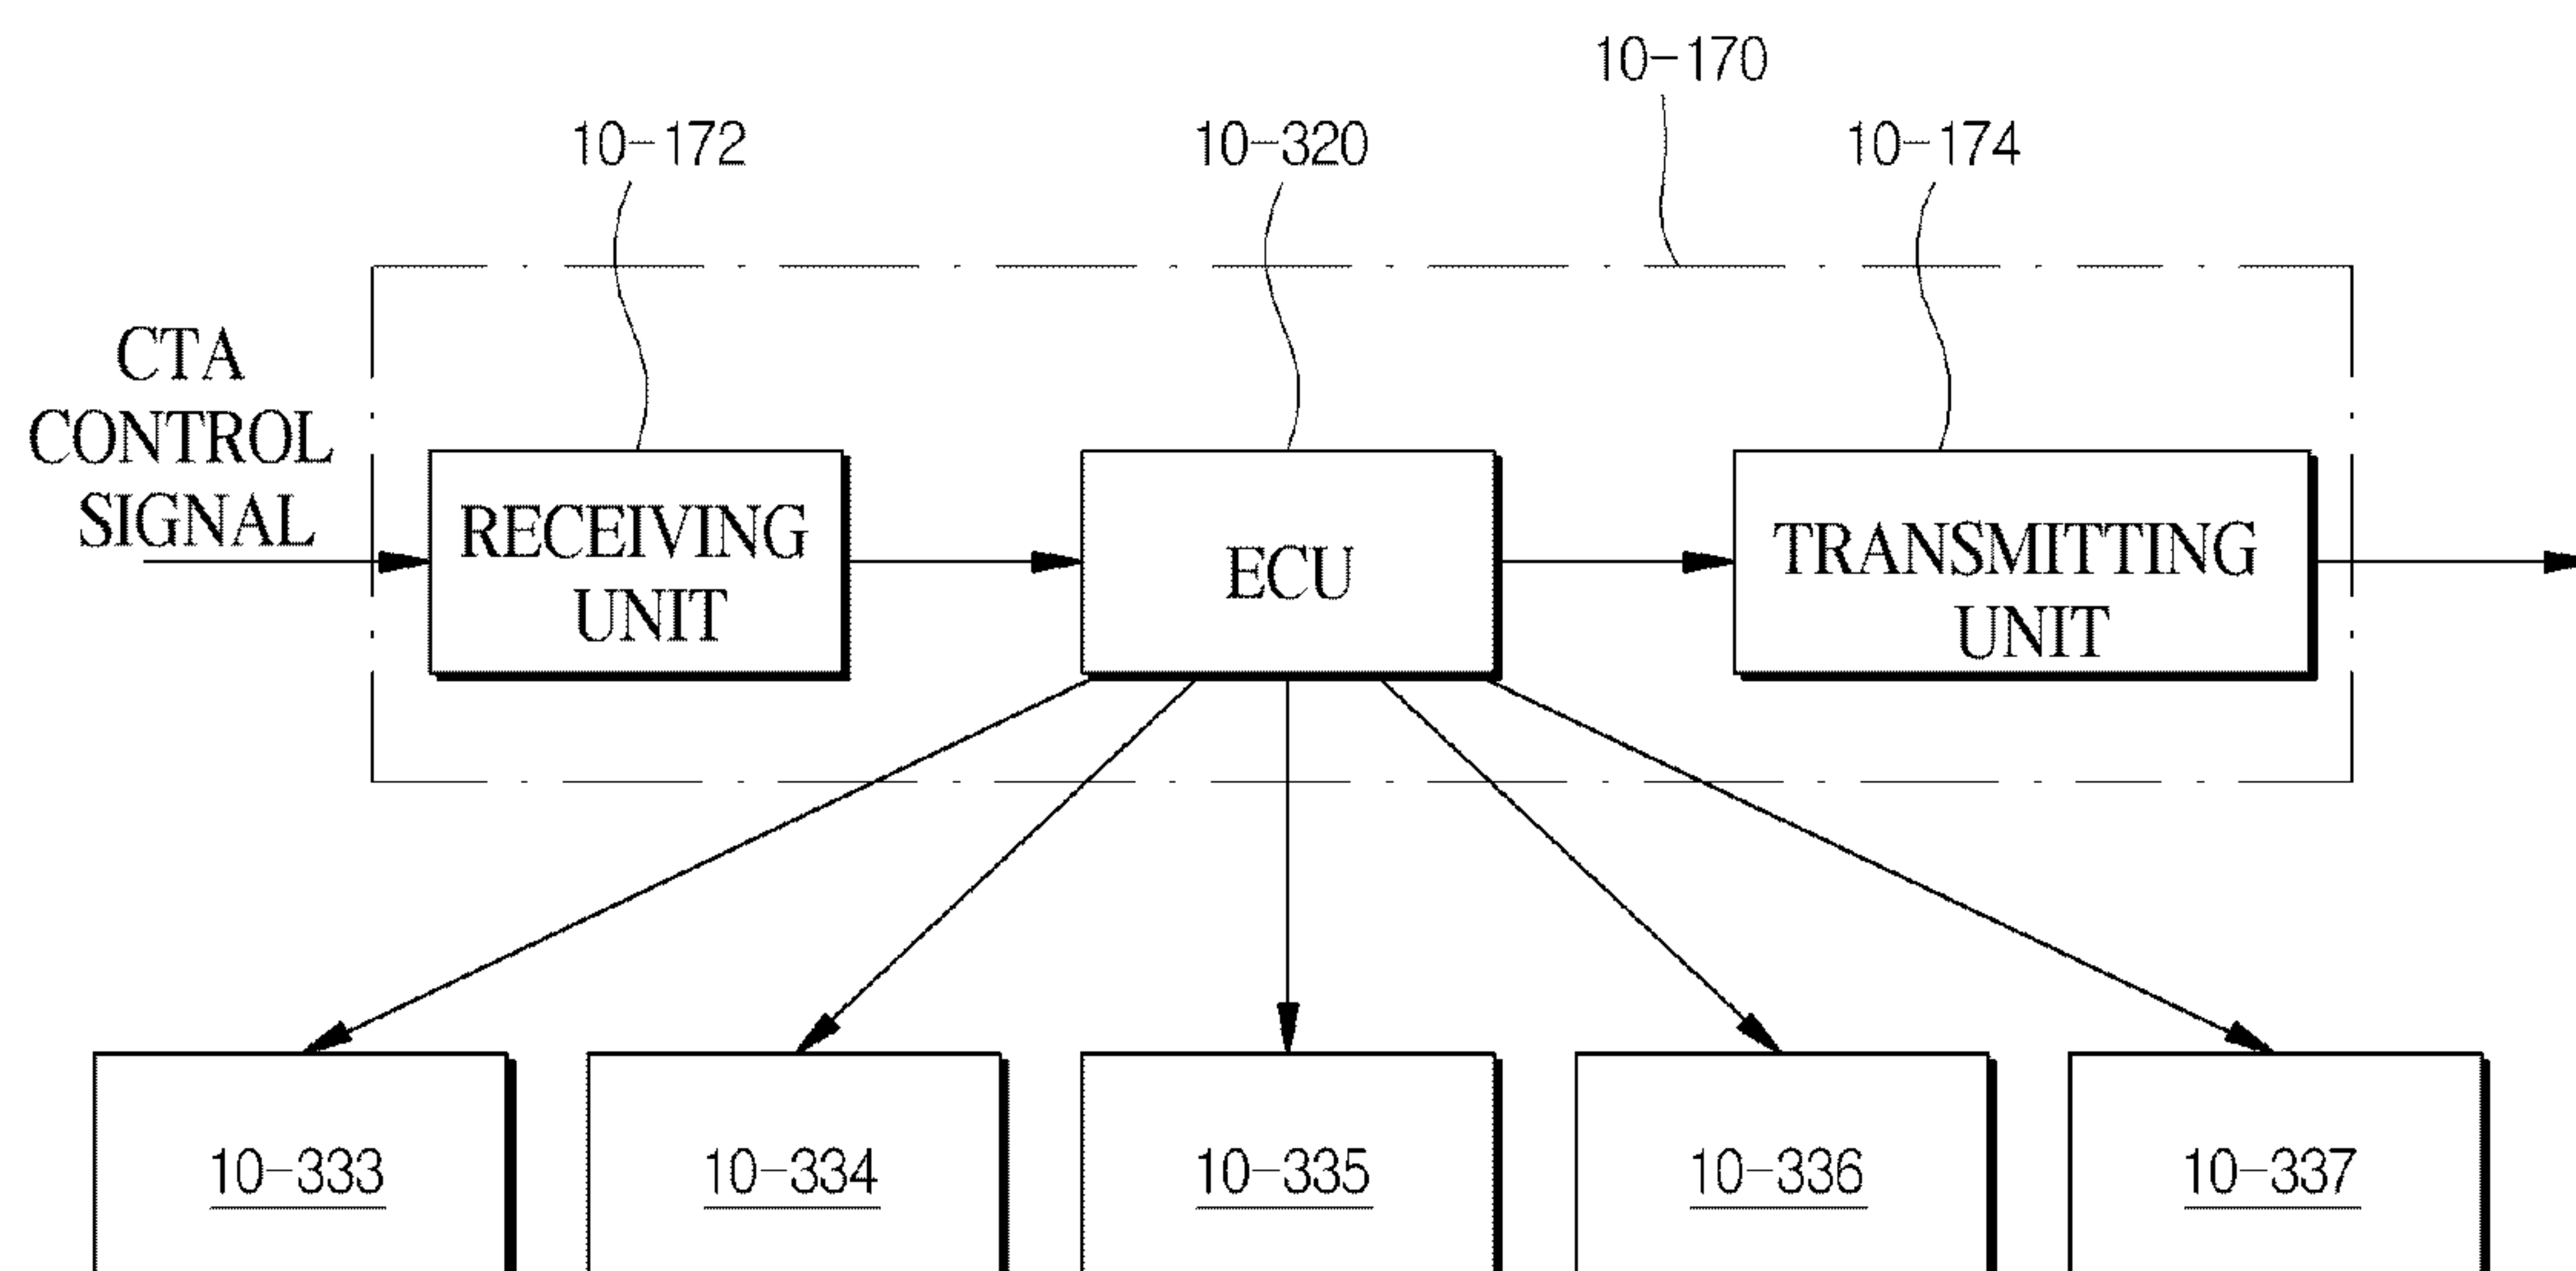 10-170
10-172
10-320
10-174
CTA
CONTROL
SIGNAL
RECEIVING
UNIT
ECU
TRANSMITTING
UNIT
10-333
10-334
10-335
10-336
10-337